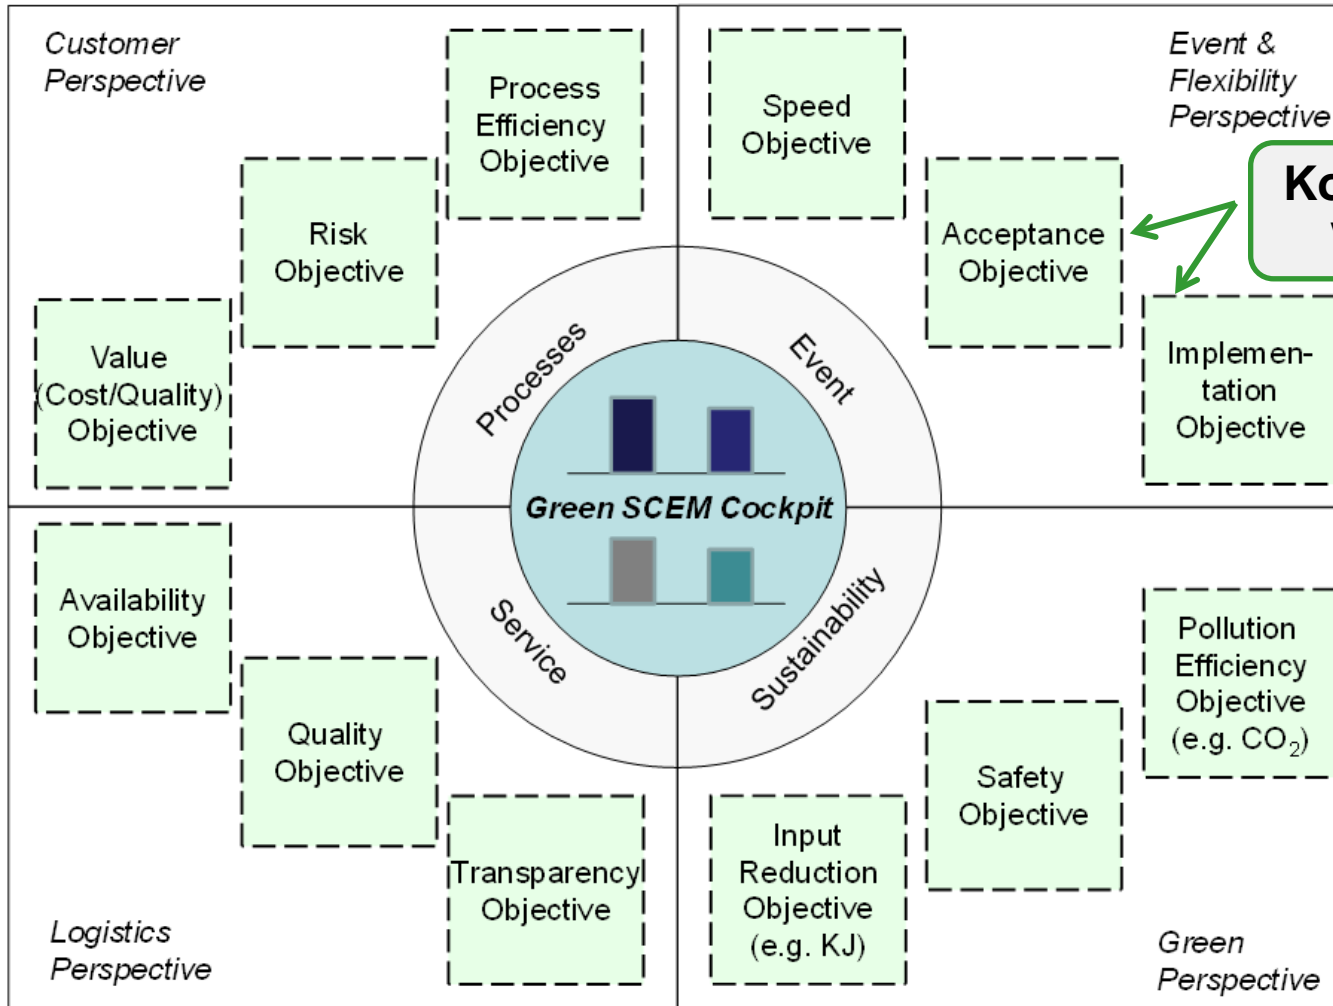 Customer
Perspective
Process
Efficiency
Objective
Risk
Objective
Value
(Cost/Quality)
Objective
Speed
Objective
Event &
Flexibility
Perspective
Acceptance
Objective
Implemen-
tation
Objective
Processes
Event
Green SCEM Cockpit
Service
Sustainability
Availability
Objective
Quality
Objective
Transparency
Objective
Logistics
Perspective
Input
Reduction
Objective
(e.g. KJ)
Safety
Objective
Pollution
Efficiency
Objective
(e.g. CO₂)
Green
Perspective